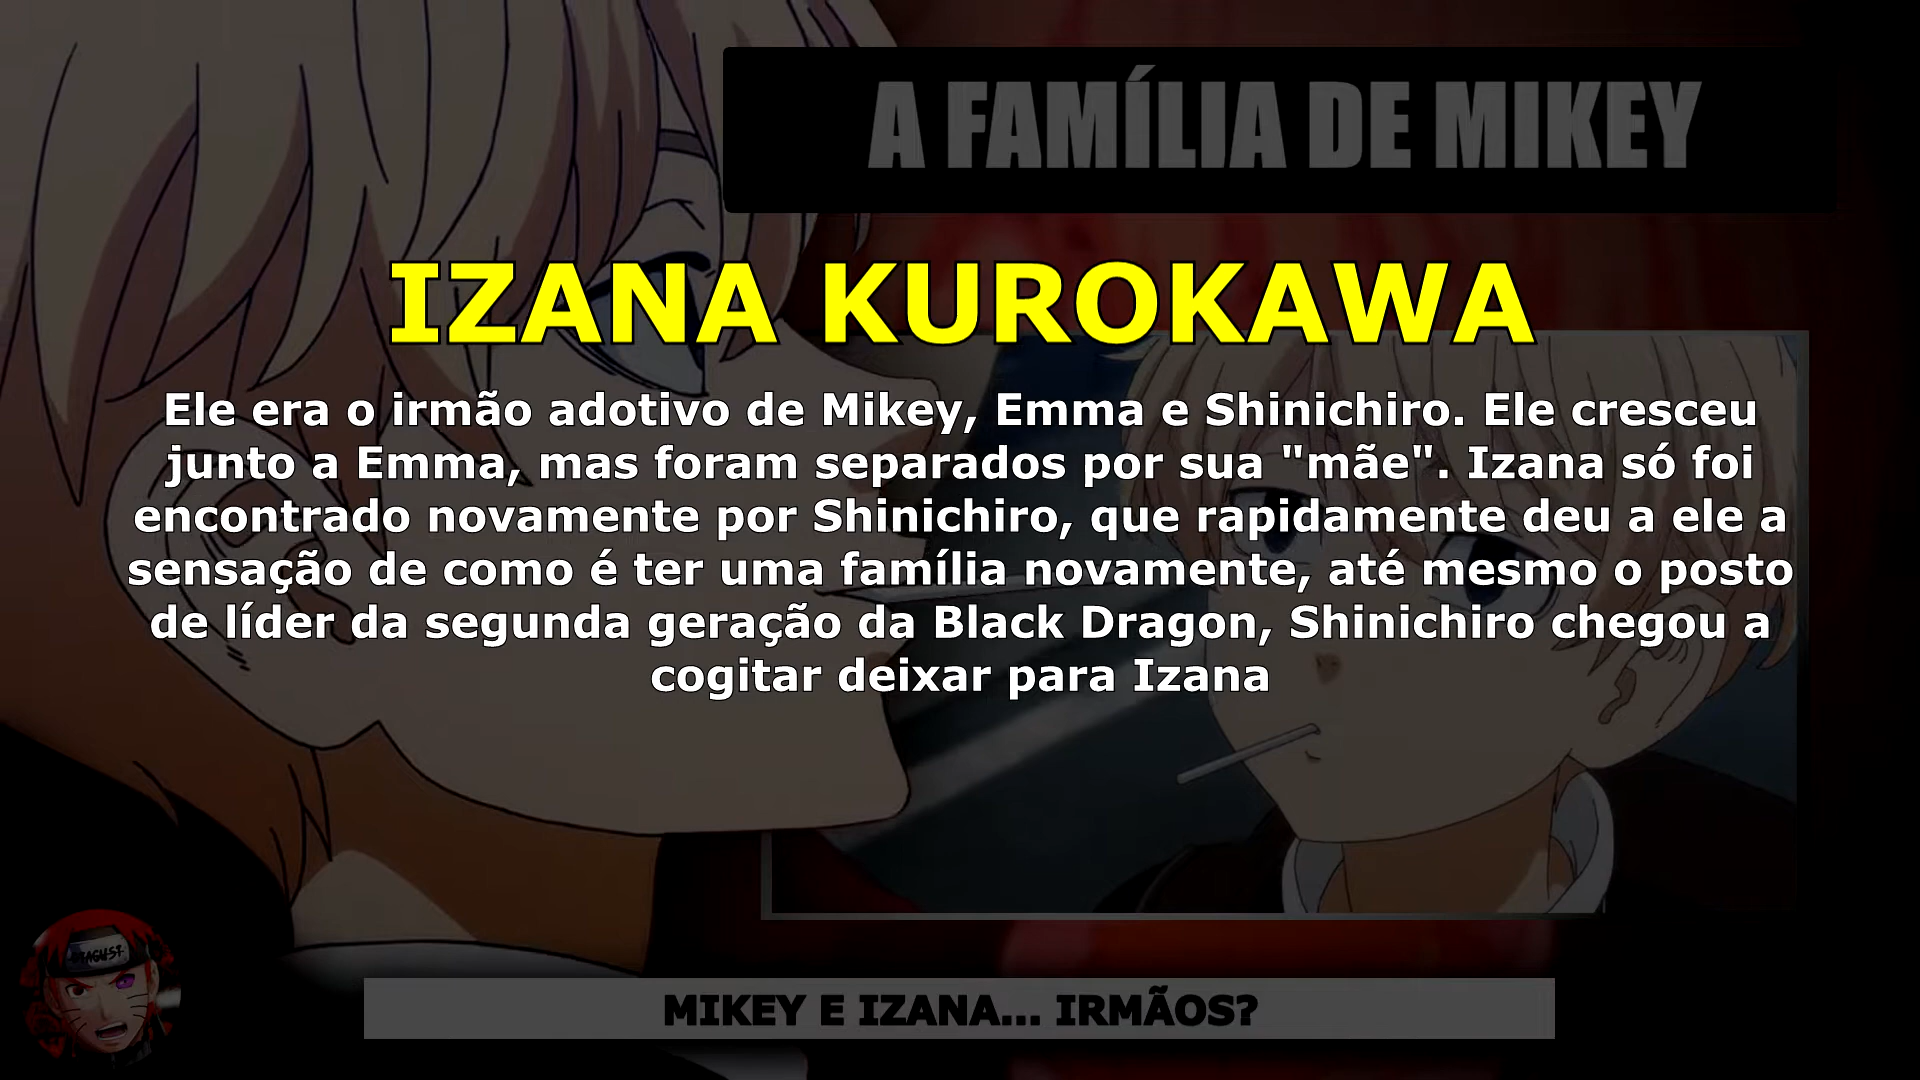 A FAMÍLIA DE MIKEY
IZANA KUROKAWA
Ele era o irmão adotivo de Mikey, Emma e Shinichiro. Ele cresceu
junto a Emma, mas foram separados por sua "mãe". Izana só foi
encontrado novamente por Shinichiro, que rapidamente deu a ele a
sensação de como é ter uma família novamente, até mesmo o posto
de líder da segunda geração da Black Dragon, Shinichiro chegou a
cogitar deixar para Izana
MIKEY E IZANA... IRMÃOS?